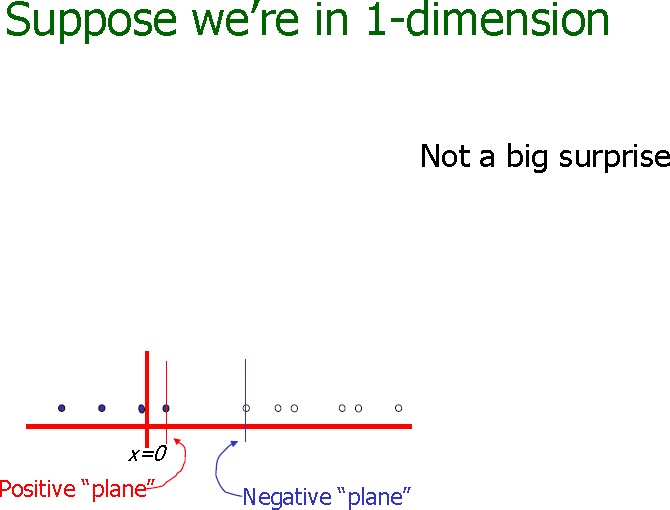 Suppose we’re in 1-dimension
Not a big surprise
x=0
Positive “plane”
Negative “plane”